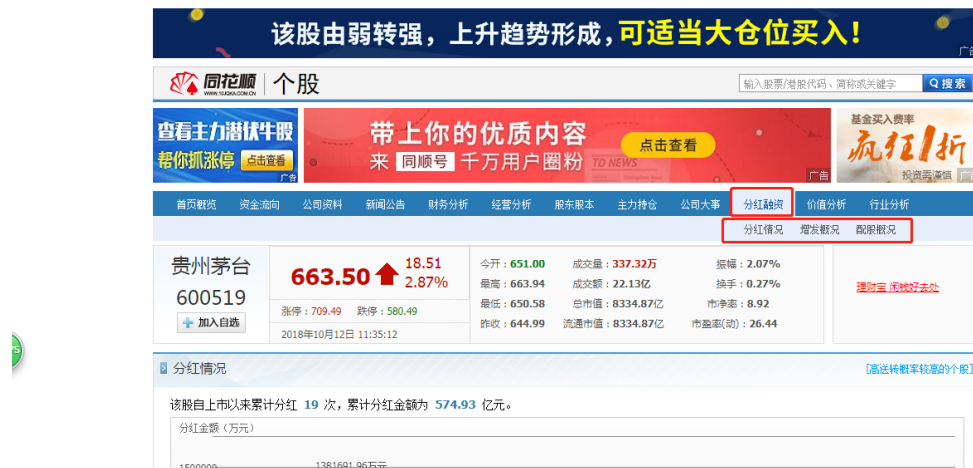 该股由弱转强，上升趋势形成，可适当大仓位买入！
广告
同花顺 个股
WWW.10JQKA.COM.CN
输入股票/港股代码、简称或关键字 搜索
查看主力潜伏牛股
帮你抓涨停 点击查看
广告
带上你的优质内容
来 同顺号 千万用户圈粉
点击查看
TD NEWS
广告
基金买入费率
疯狂1折
投资需谨慎
首页概览 资金流向 公司资料 新闻公告 财务分析 经营分析 股东股本 主力持仓 公司大事 分红融资 价值分析 行业分析
分红情况 增发概况 配股概况
贵州茅台
600519
加入自选
663.50 18.51
2.87%
涨停：709.49 跌停：580.49
2018年10月12日 11:35:12
今开：651.00 成交量：337.32万 振幅：2.07%
最高：663.94 成交额：22.13亿 换手：0.27%
最低：650.58 总市值：8334.87亿 市净率：8.92
昨收：644.99 流通市值：8334.87亿 市盈率(动)：26.44
理财宝 闲钱好去处
分红情况
[高送转概率较高的个股]
该股自上市以来累计分红 19 次，累计分红金额为 574.93 亿元。
分红金额（万元）
1381691.96万元